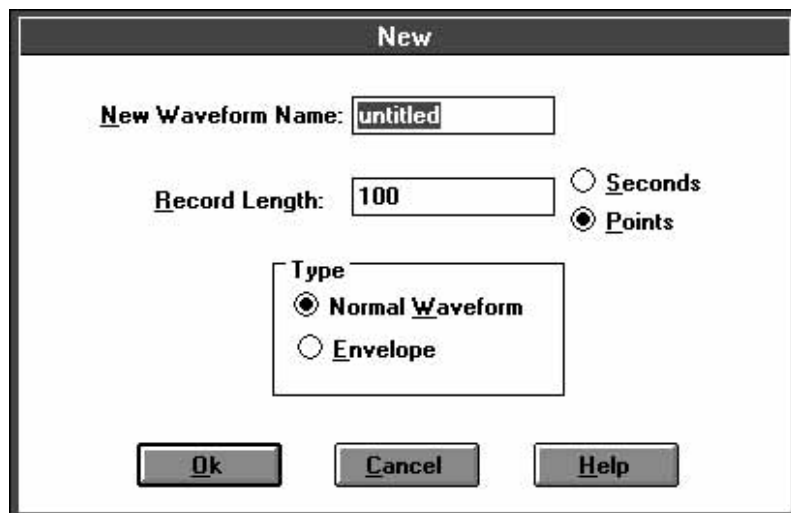 New
New Waveform Name: untitled
Record Length: 100
Seconds
Points
Type
Normal Waveform
Envelope
Ok Cancel Help